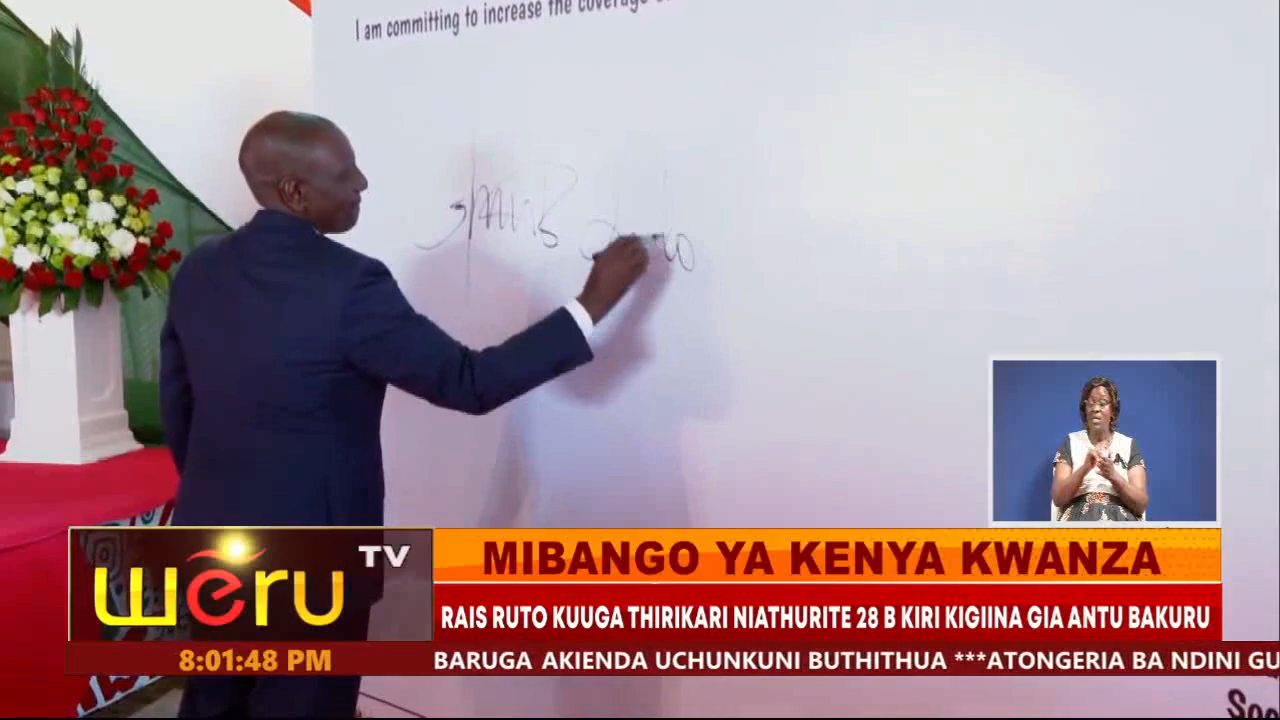 I am committing to increase the coverage
weru TV
MIBANGO YA KENYA KWANZA
RAIS RUTO KUUGA THIRIKARI NIATHURITE 28 B KIRI KIGIINA GIA ANTU BAKURU
8:01:48 PM
BARUGA AKIENDA UCHUNKUNI BUTHITHUA ***ATONGERIA BA NDINI GU